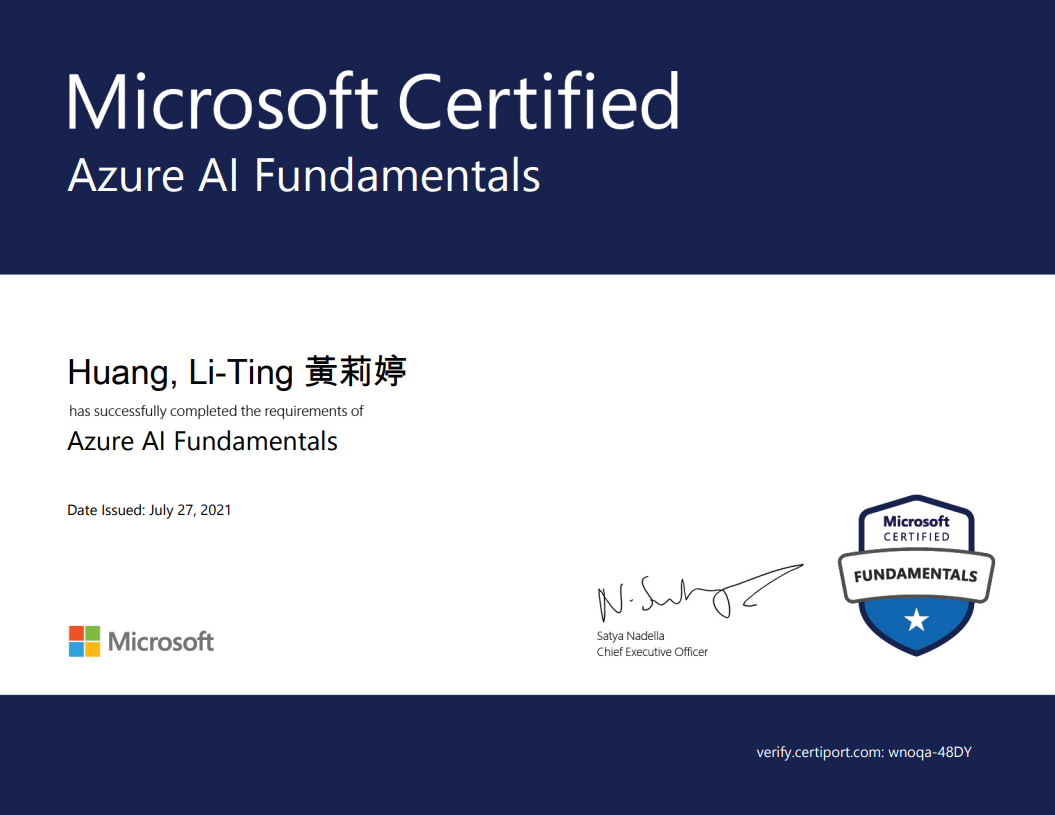 Microsoft Certified
Azure AI Fundamentals
Huang, Li-Ting 黃莉婷
has successfully completed the requirements of
Azure AI Fundamentals
Date Issued: July 27, 2021
Microsoft
CERTIFIED
FUNDAMENTALS
Satya Nadella
Chief Executive Officer
Microsoft
verify.certiport.com: wnoqa-48DY